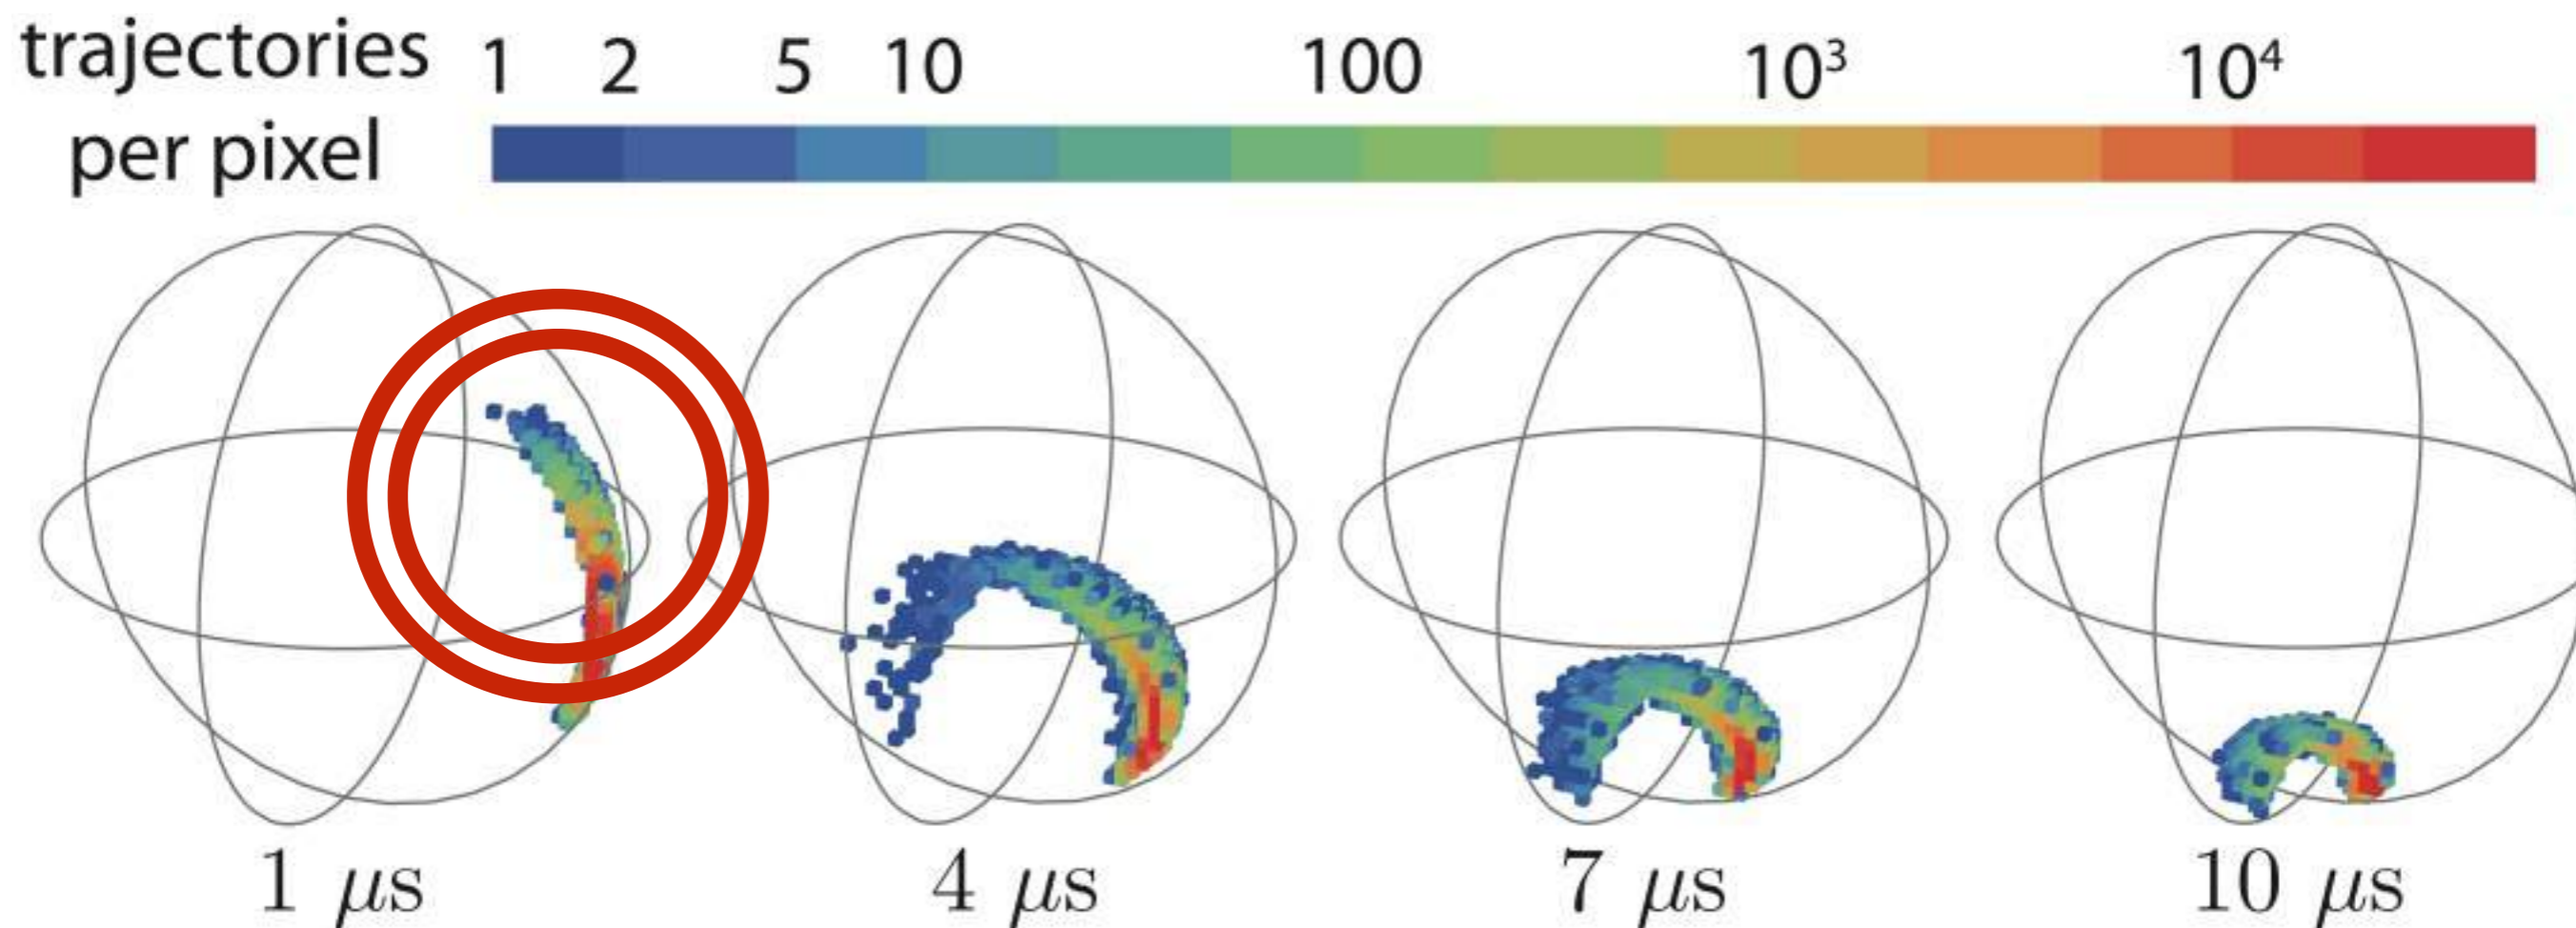 trajectories 1 2 5 10 100 10³ 10⁴
per pixel
1 μs 4 μs 7 μs 10 μs